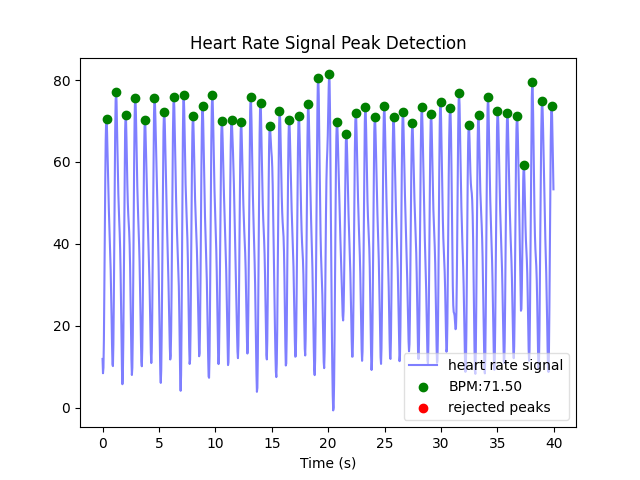 Heart Rate Signal Peak Detection
80
60
40
20
0
heart rate signal
BPM:71.50
rejected peaks
0 5 10 15 20 25 30 35 40
Time (s)